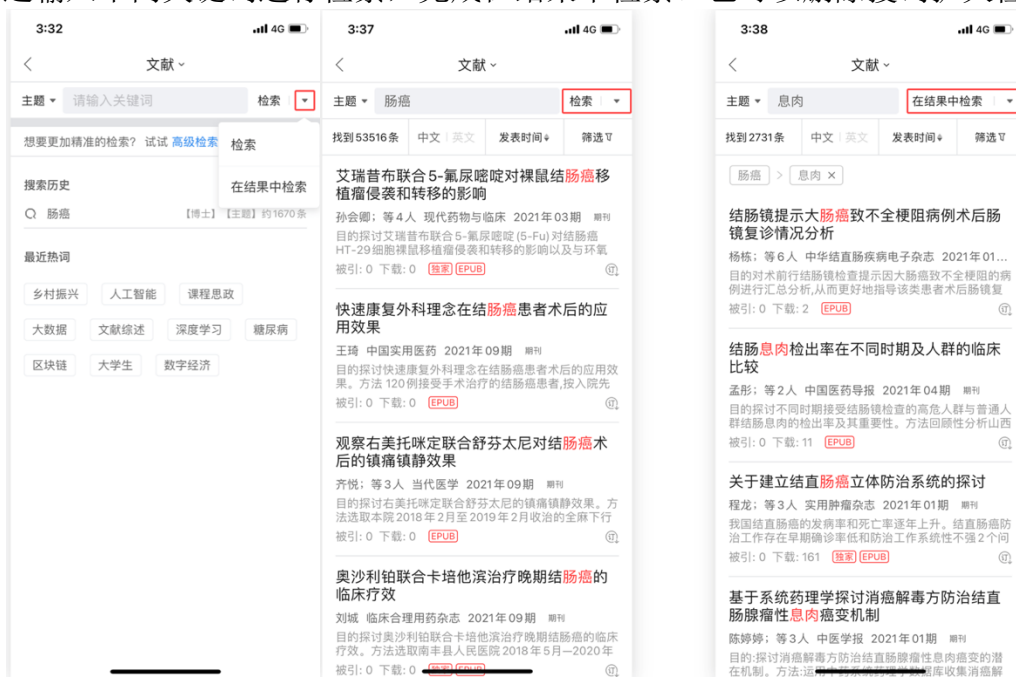 3:32
4G
文献
主题
请输入关键词
检索
想要更加精准的检索? 试试 高级检索
检索
在结果中检索
搜索历史
肠癌
【博士】【主题】约1670条
最近热词
乡村振兴
人工智能
课程思政
大数据
文献综述
深度学习
糖尿病
区块链
大学生
数字经济
3:37
4G
文献
主题
肠癌
检索
找到53516条
中文
英文
发表时间
筛选
艾瑞昔布联合5-氟尿嘧啶对裸鼠结肠癌移
植瘤侵袭和转移的影响
孙会卿; 等4人 现代药物与临床 2021年03期 期刊
目的探讨艾瑞昔布联合5-氟尿嘧啶(5-Fu)对结肠癌
HT-29细胞裸鼠移植瘤侵袭和转移的影响以及与环氧
被引: 0 下载: 0 独家 EPUB
快速康复外科理念在结肠癌患者术后的应
用效果
王琦 中国实用医药 2021年09期 期刊
目的探讨快速康复外科理念在结肠癌患者术后的应用效
果。方法 120例接受手术治疗的结肠癌患者,按入院先
被引: 0 下载: 0 EPUB
观察右美托咪定联合舒芬太尼对结肠癌术
后的镇痛镇静效果
齐悦; 等3人 当代医学 2021年09期 期刊
目的探讨右美托咪定联合舒芬太尼的镇痛镇静效果。方
法选取本院2018年2月至2019年2月收治的全麻下行
被引: 0 下载: 0 EPUB
奥沙利铂联合卡培他滨治疗晚期结肠癌的
临床疗效
刘城 临床合理用药杂志 2021年09期 期刊
目的探讨奥沙利铂联合卡培他滨治疗晚期结肠癌的临床
疗效。方法选取南丰县人民医院2018年5月—2020年
被引: 0 下载: 0
3:38
4G
文献
主题
息肉
在结果中检索
找到2731条
中文
英文
发表时间
筛选
肠癌 > 息肉 ×
结肠镜提示大肠癌致不全梗阻病例术后肠
镜复诊情况分析
杨栋; 等6人 中华结直肠疾病电子杂志 2021年01...
目的对术前行结肠镜检查提示因大肠癌致不全梗阻的病
例进行汇总分析,从而更好地指导该类患者术后肠镜复
被引: 0 下载: 2 EPUB
结肠息肉检出率在不同时期及人群的临床
比较
孟彤; 等2人 中国医药导报 2021年04期 期刊
目的探讨不同时期接受结肠镜检查的高危人群与普通人
群结肠息肉的检出率及其重要性。方法回顾性分析山西
被引: 0 下载: 11 EPUB
关于建立结直肠癌立体防治系统的探讨
程龙; 等3人 实用肿瘤杂志 2021年01期 期刊
我国结直肠癌的发病率和死亡率逐年上升。结直肠癌防
治工作存在早期确诊率低和防治工作系统性不强2个问
被引: 0 下载: 161 独家 EPUB
基于系统药理学探讨消癌解毒方防治结直
肠腺瘤性息肉癌变机制
陈婷婷; 等3人 中医学报 2021年01期 期刊
目的:探讨消癌解毒方防治结直肠腺瘤性息肉癌变的潜
在机制。方法:运用中药系统药理学数据库收集消癌解